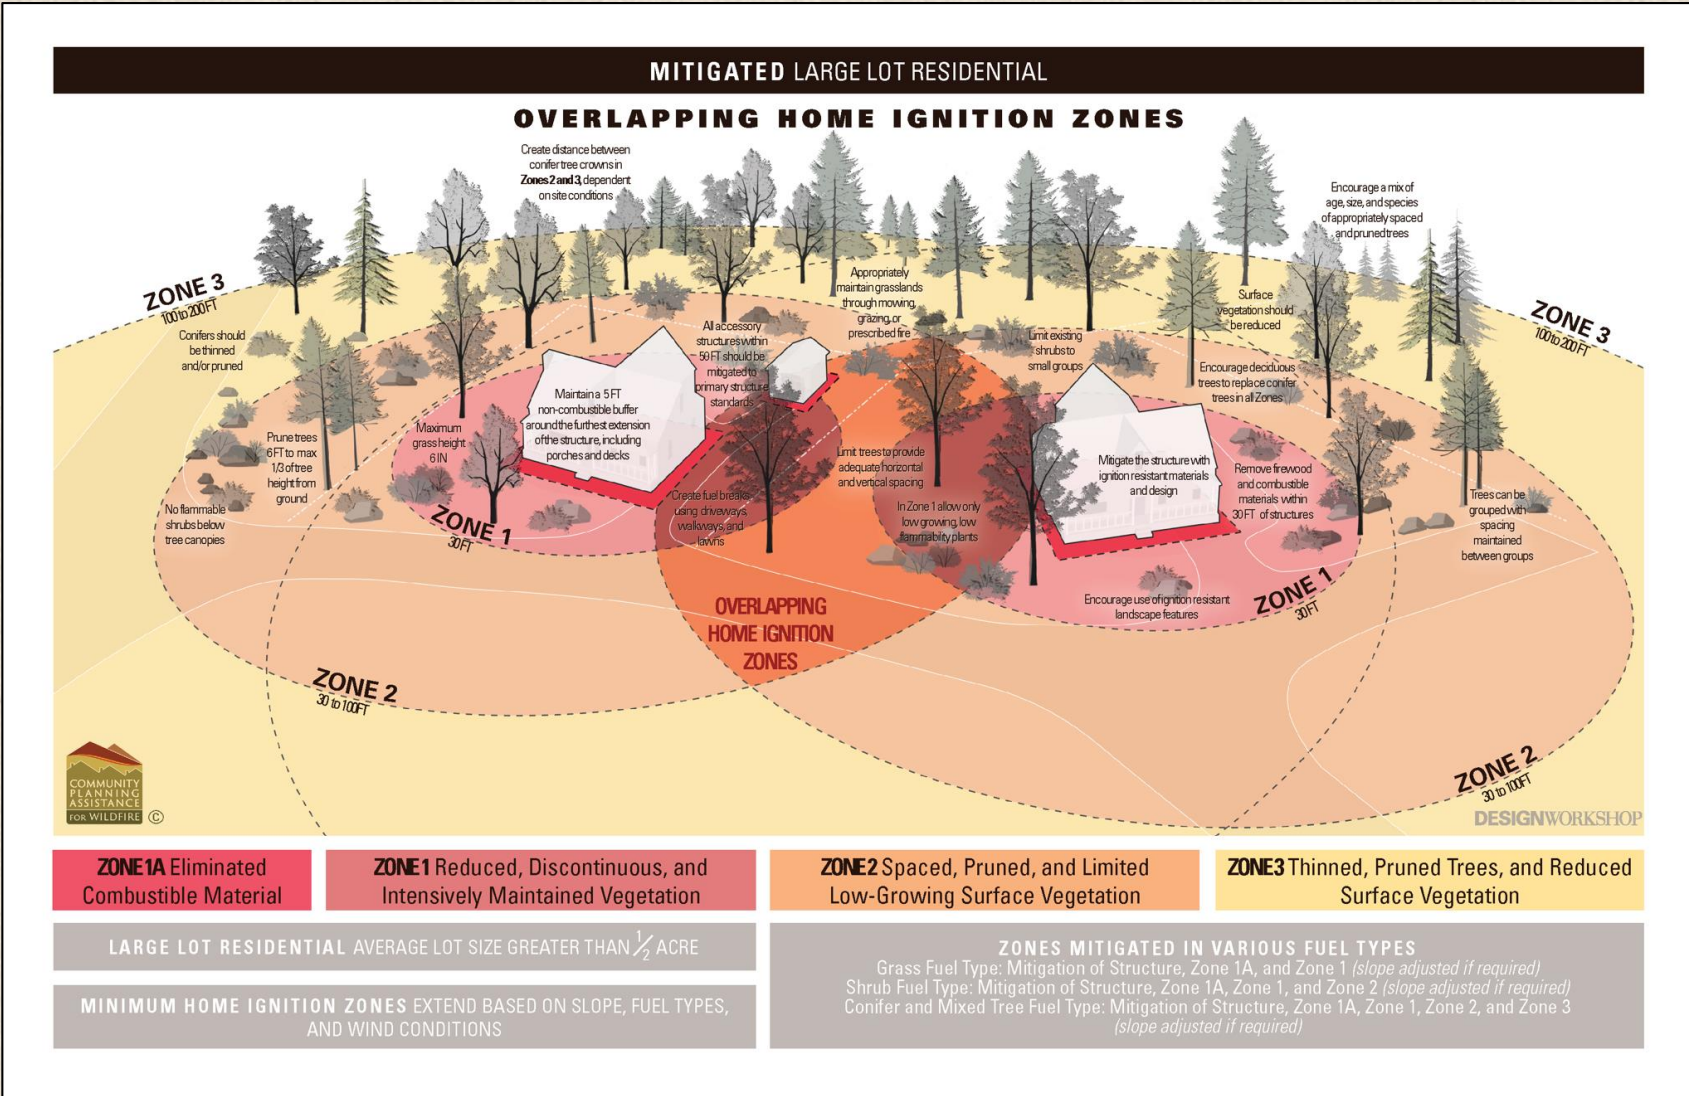 MITIGATED LARGE LOT RESIDENTIAL
OVERLAPPING HOME IGNITION ZONES
Create distance between
conifer tree crowns in
Zones 2 and 3, dependent
on site conditions
Encourage a mix of
age, size, and species
of appropriately spaced
and pruned trees
ZONE 3
100 to 200 FT
Conifers should
be thinned
and/or pruned
All accessory
structures within
50 FT should be
mitigated to
primary structure
standards
Appropriately
maintain grasslands
through mowing,
grazing, or
prescribed fire
Limit existing
shrubs to
small groups
Surface
vegetation should
be reduced
Encourage deciduous
trees to replace conifer
trees in all Zones
ZONE 3
100 to 200 FT
Prune trees
6 FT to max
1/3 of tree
height from
ground
No flammable
shrubs below
tree canopies
Maximum
grass height
6 IN
Maintain a 5 FT
non-combustible buffer
around the furthest extension
of the structure, including
porches and decks
ZONE 1
30 FT
Create fuel breaks
using driveways,
walkways, and
lawns
Limit trees to provide
adequate horizontal
and vertical spacing
In Zone 1 allow only
low growing, low
flammability plants
Mitigate the structure with
ignition resistant materials
and design
Remove firewood
and combustible
materials within
30 FT of structures
Trees can be
grouped with
spacing
maintained
between groups
Encourage use of ignition resistant
landscape features
ZONE 1
30 FT
OVERLAPPING
HOME IGNITION
ZONES
ZONE 2
30 to 100 FT
ZONE 2
30 to 100 FT
COMMUNITY
PLANNING
ASSISTANCE
FOR WILDFIRE ©
DESIGNWORKSHOP
ZONE 1A Eliminated
Combustible Material
ZONE 1 Reduced, Discontinuous, and
Intensively Maintained Vegetation
ZONE 2 Spaced, Pruned, and Limited
Low-Growing Surface Vegetation
ZONE 3 Thinned, Pruned Trees, and Reduced
Surface Vegetation
LARGE LOT RESIDENTIAL AVERAGE LOT SIZE GREATER THAN 1/2 ACRE
MINIMUM HOME IGNITION ZONES EXTEND BASED ON SLOPE, FUEL TYPES,
AND WIND CONDITIONS
ZONES MITIGATED IN VARIOUS FUEL TYPES
Grass Fuel Type: Mitigation of Structure, Zone 1A, and Zone 1 (slope adjusted if required)
Shrub Fuel Type: Mitigation of Structure, Zone 1A, Zone 1, and Zone 2 (slope adjusted if required)
Conifer and Mixed Tree Fuel Type: Mitigation of Structure, Zone 1A, Zone 1, Zone 2, and Zone 3
(slope adjusted if required)